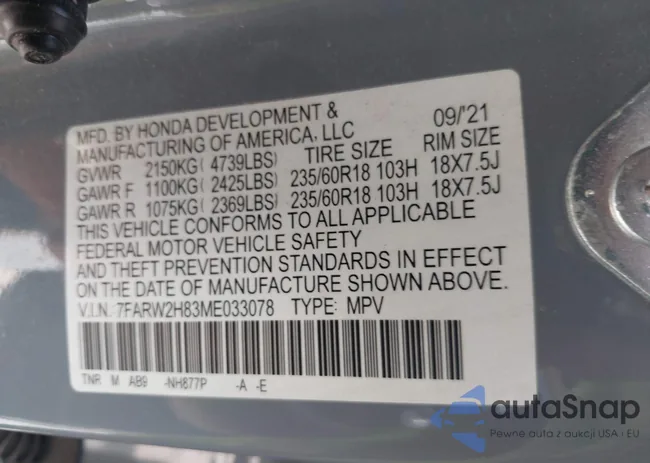 MFD. BY HONDA DEVELOPMENT & 09/'21
MANUFACTURING OF AMERICA, LLC
GVWR 2150KG( 4739LBS) TIRE SIZE RIM SIZE
GAWR F 1100KG( 2425LBS) 235/60R18 103H 18X7.5J
GAWR R 1075KG( 2369LBS) 235/60R18 103H 18X7.5J
THIS VEHICLE CONFORMS TO ALL APPLICABLE
FEDERAL MOTOR VEHICLE SAFETY
AND THEFT PREVENTION STANDARDS IN EFFECT
ON THE DATE OF MANUFACTURE SHOWN ABOVE.
V.I.N. 7FARW2H83ME033078 TYPE: MPV
TNR M AB9 -NH877P -A -E
autaSnap
Pewne auta z aukcji USA i EU